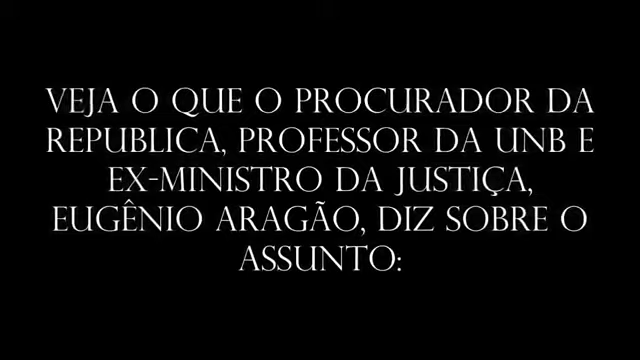 VEJA O QUE O PROCURADOR DA
REPUBLICA, PROFESSOR DA UNB E
EX-MINISTRO DA JUSTIÇA,
EUGÊNIO ARAGÃO, DIZ SOBRE O
ASSUNTO: